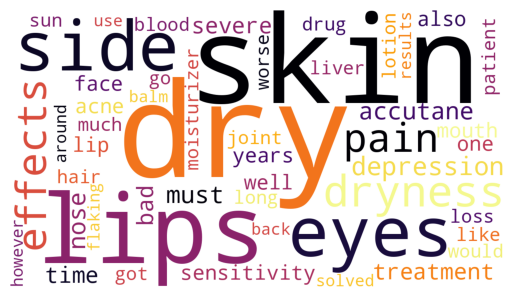 sun use blood severe drug also
side skin
worse liver lotion results patient
face go
acne balm moisturizer accutane
effects around much dry joint pain mouth
lip years one
hair flaking nose bad must well long depression
dryness
lips eyes loss
back like
however time got sensitivity solved would treatment